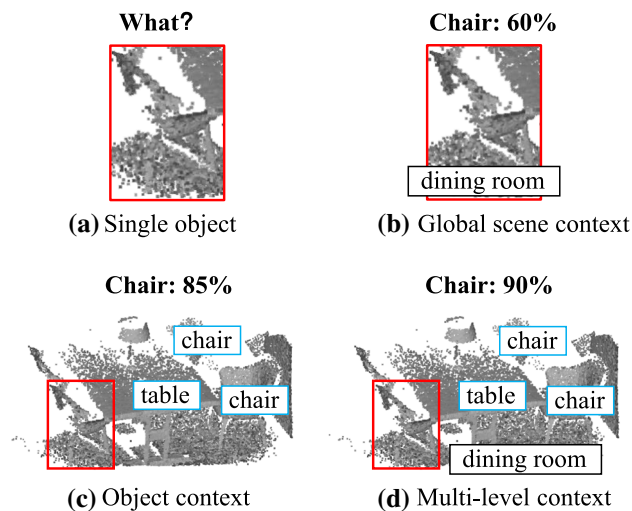 What?
Chair: 60%
dining room
(a) Single object
(b) Global scene context
Chair: 85%
Chair: 90%
chair
table
chair
chair
table
chair
dining room
(c) Object context
(d) Multi-level context